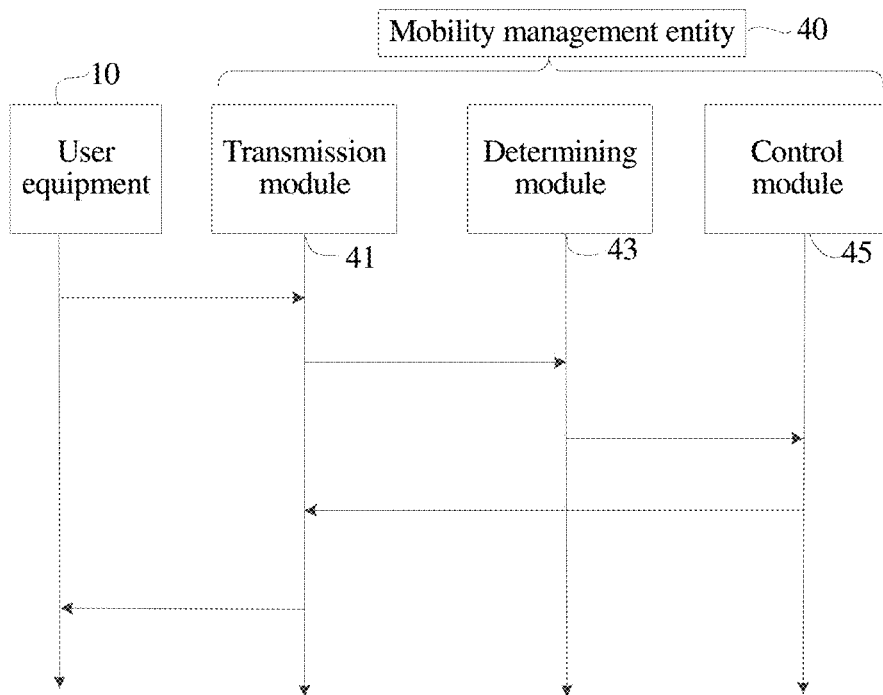 Mobility management entity
40
10
User
equipment
Transmission
module
Determining
module
Control
module
41
43
45